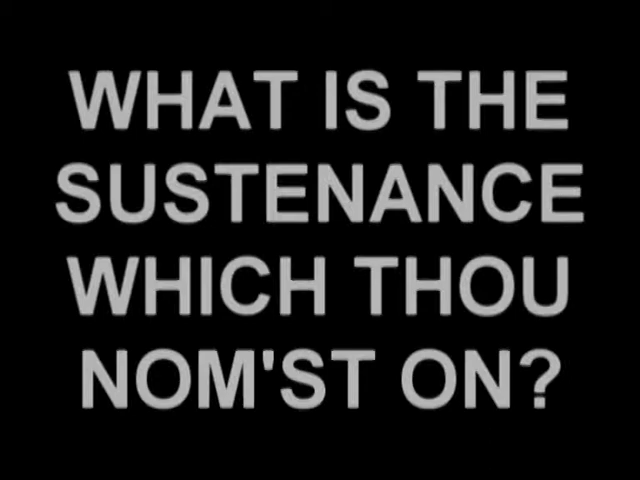 WHAT IS THE
SUSTENANCE
WHICH THOU
NOM'ST ON?